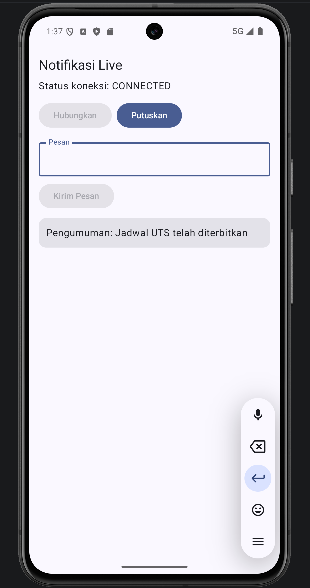 1:37
5G
Notifikasi Live
Status koneksi: CONNECTED
Hubungkan
Putuskan
Pesan
Kirim Pesan
Pengumuman: Jadwal UTS telah diterbitkan